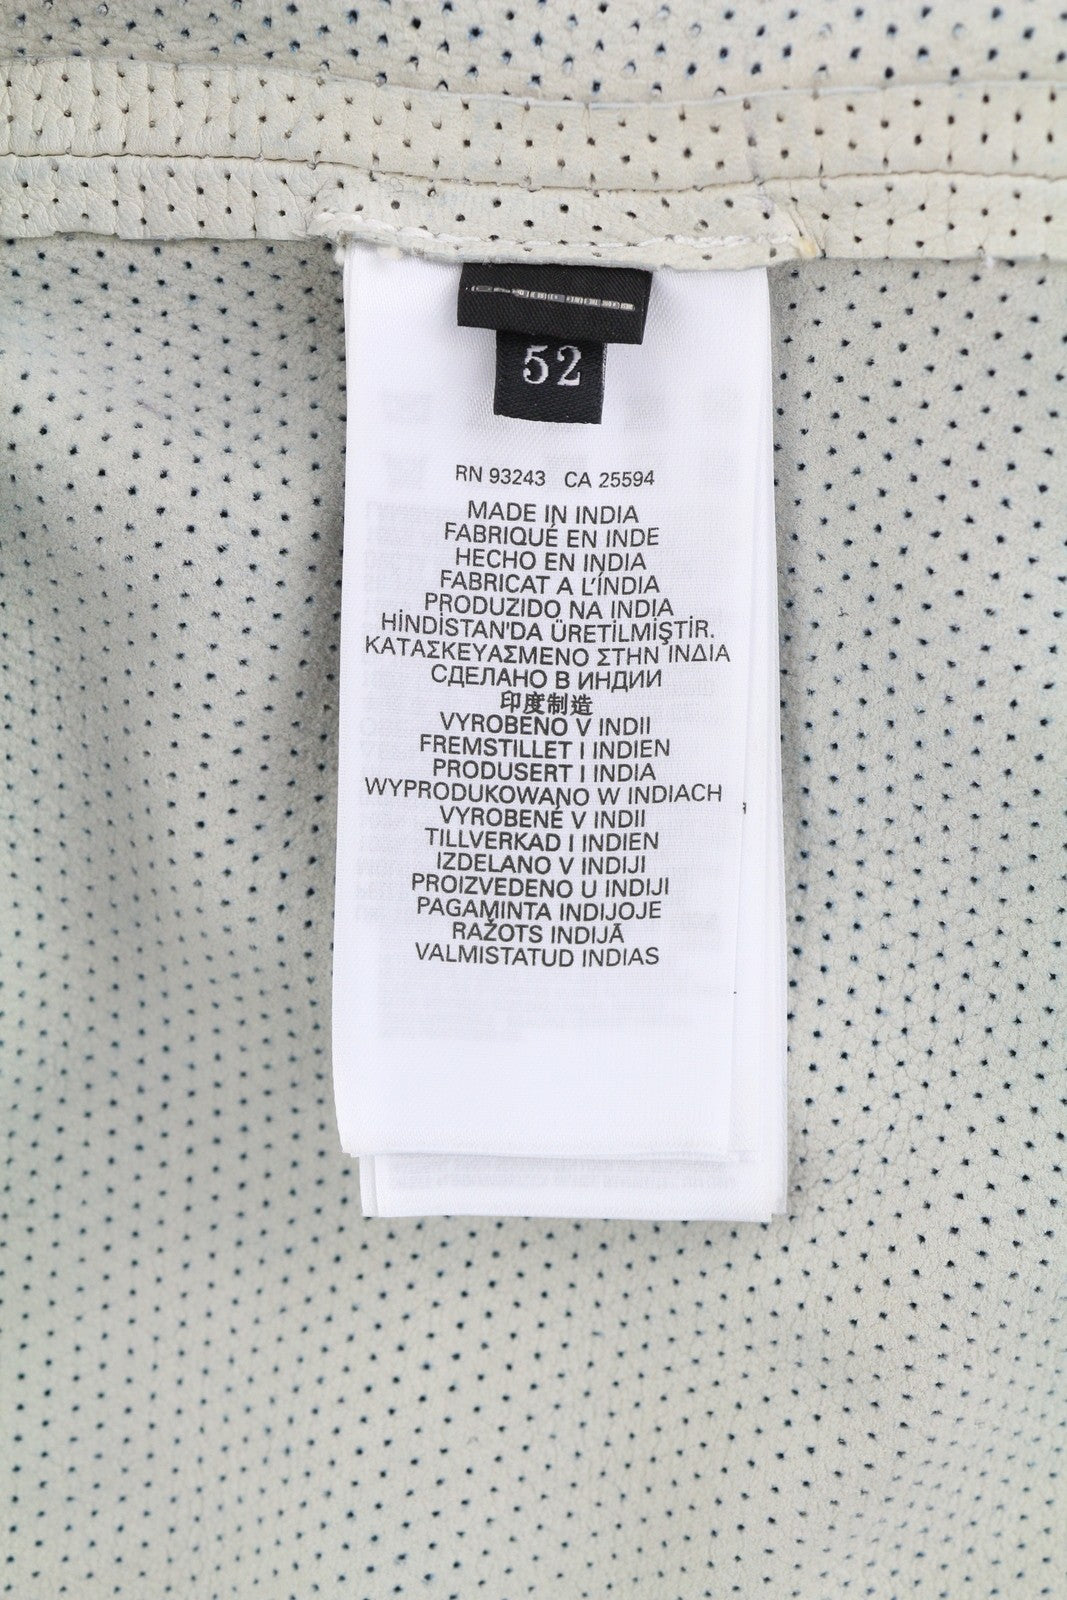 52
RN 93243 CA 25594
MADE IN INDIA
FABRIQUÉ EN INDE
HECHO EN INDIA
FABRICAT A L'ÍNDIA
PRODUZIDO NA INDIA
HİNDİSTAN'DA ÜRETİLMİŞTİR.
ΚΑΤΑΣΚΕΥΑΣΜΕΝΟ ΣΤΗΝ ΙΝΔΙΑ
СДЕЛАНО В ИНДИИ
印度制造
VYROBENO V INDII
FREMSTILLET I INDIEN
PRODUSERT I INDIA
WYPRODUKOWANO W INDIACH
VYROBENÉ V INDII
TILLVERKAD I INDIEN
IZDELANO V INDIJI
PROIZVEDENO U INDIJI
PAGAMINTA INDIJOJE
RAŽOTS INDIJĀ
VALMISTATUD INDIAS